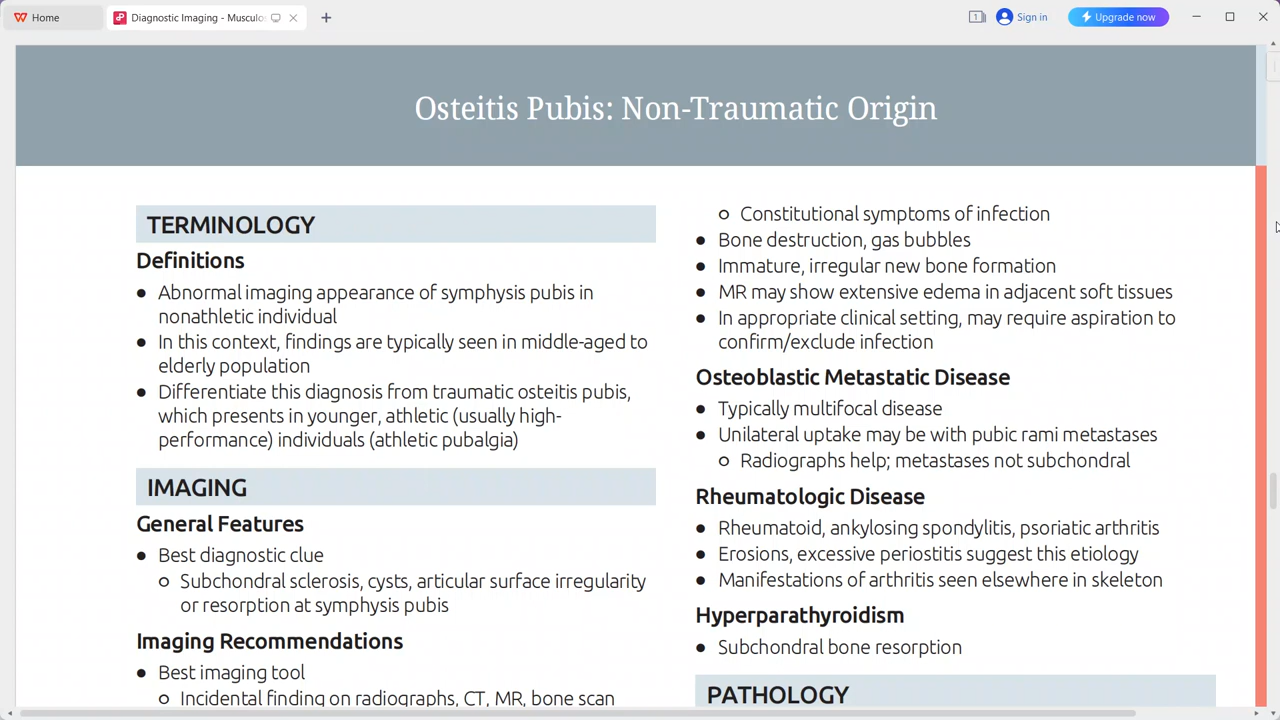 Home
Diagnostic Imaging - Musculos
1
Sign in
Upgrade now
Osteitis Pubis: Non-Traumatic Origin
TERMINOLOGY
Definitions
● Abnormal imaging appearance of symphysis pubis in
nonathletic individual
● In this context, findings are typically seen in middle-aged to
elderly population
● Differentiate this diagnosis from traumatic osteitis pubis,
which presents in younger, athletic (usually high-
performance) individuals (athletic pubalgia)
IMAGING
General Features
● Best diagnostic clue
○ Subchondral sclerosis, cysts, articular surface irregularity
or resorption at symphysis pubis
Imaging Recommendations
● Best imaging tool
○ Incidental finding on radiographs, CT, MR, bone scan
○ Constitutional symptoms of infection
● Bone destruction, gas bubbles
● Immature, irregular new bone formation
● MR may show extensive edema in adjacent soft tissues
● In appropriate clinical setting, may require aspiration to
confirm/exclude infection
Osteoblastic Metastatic Disease
● Typically multifocal disease
● Unilateral uptake may be with pubic rami metastases
○ Radiographs help; metastases not subchondral
Rheumatologic Disease
● Rheumatoid, ankylosing spondylitis, psoriatic arthritis
● Erosions, excessive periostitis suggest this etiology
● Manifestations of arthritis seen elsewhere in skeleton
Hyperparathyroidism
● Subchondral bone resorption
PATHOLOGY